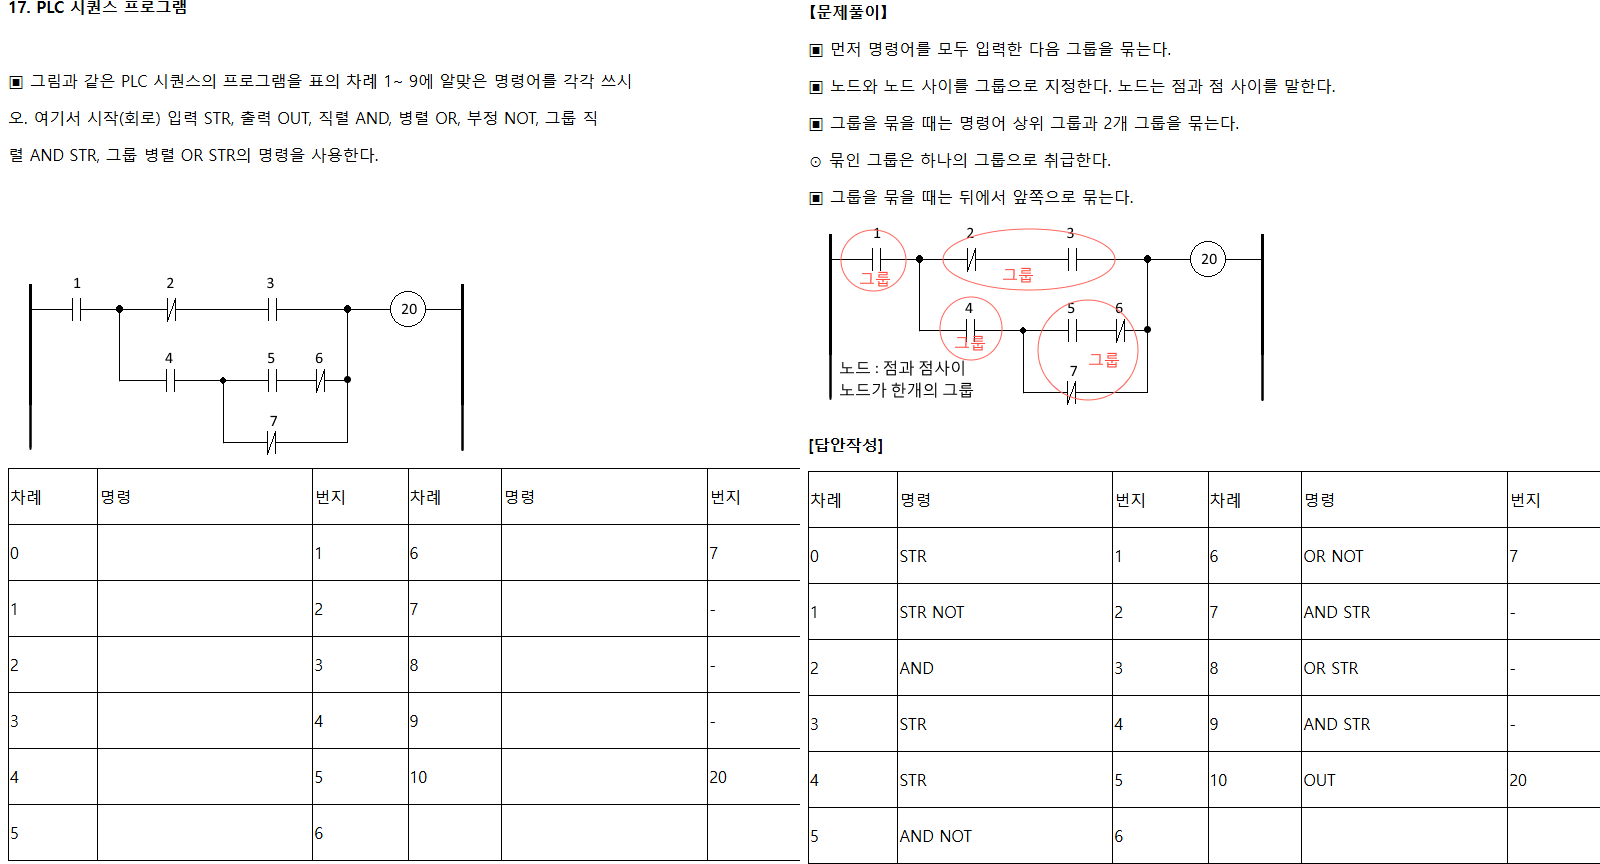 17. PLC 시퀀스 프로그램
▣ 그림과 같은 PLC 시퀀스의 프로그램을 표의 차례 1~ 9에 알맞은 명령어를 각각 쓰시
오. 여기서 시작(회로) 입력 STR, 출력 OUT, 직렬 AND, 병렬 OR, 부정 NOT, 그룹 직
렬 AND STR, 그룹 병렬 OR STR의 명령을 사용한다.
1 2 3
20
4 5 6
7
차례 명령 번지 차례 명령 번지
0 1 6 7
1 2 7 -
2 3 8 -
3 4 9 -
4 5 10 20
5 6
【문제풀이】
▣ 먼저 명령어를 모두 입력한 다음 그룹을 묶는다.
▣ 노드와 노드 사이를 그룹으로 지정한다. 노드는 점과 점 사이를 말한다.
▣ 그룹을 묶을 때는 명령어 상위 그룹과 2개 그룹을 묶는다.
⊙ 묶인 그룹은 하나의 그룹으로 취급한다.
▣ 그룹을 묶을 때는 뒤에서 앞쪽으로 묶는다.
1 2 3
20
그룹 그룹
4 5 6
그룹 그룹
노드 : 점과 점사이
7
노드가 한개의 그룹
[답안작성]
차례 명령 번지 차례 명령 번지
0 STR 1 6 OR NOT 7
1 STR NOT 2 7 AND STR -
2 AND 3 8 OR STR -
3 STR 4 9 AND STR -
4 STR 5 10 OUT 20
5 AND NOT 6